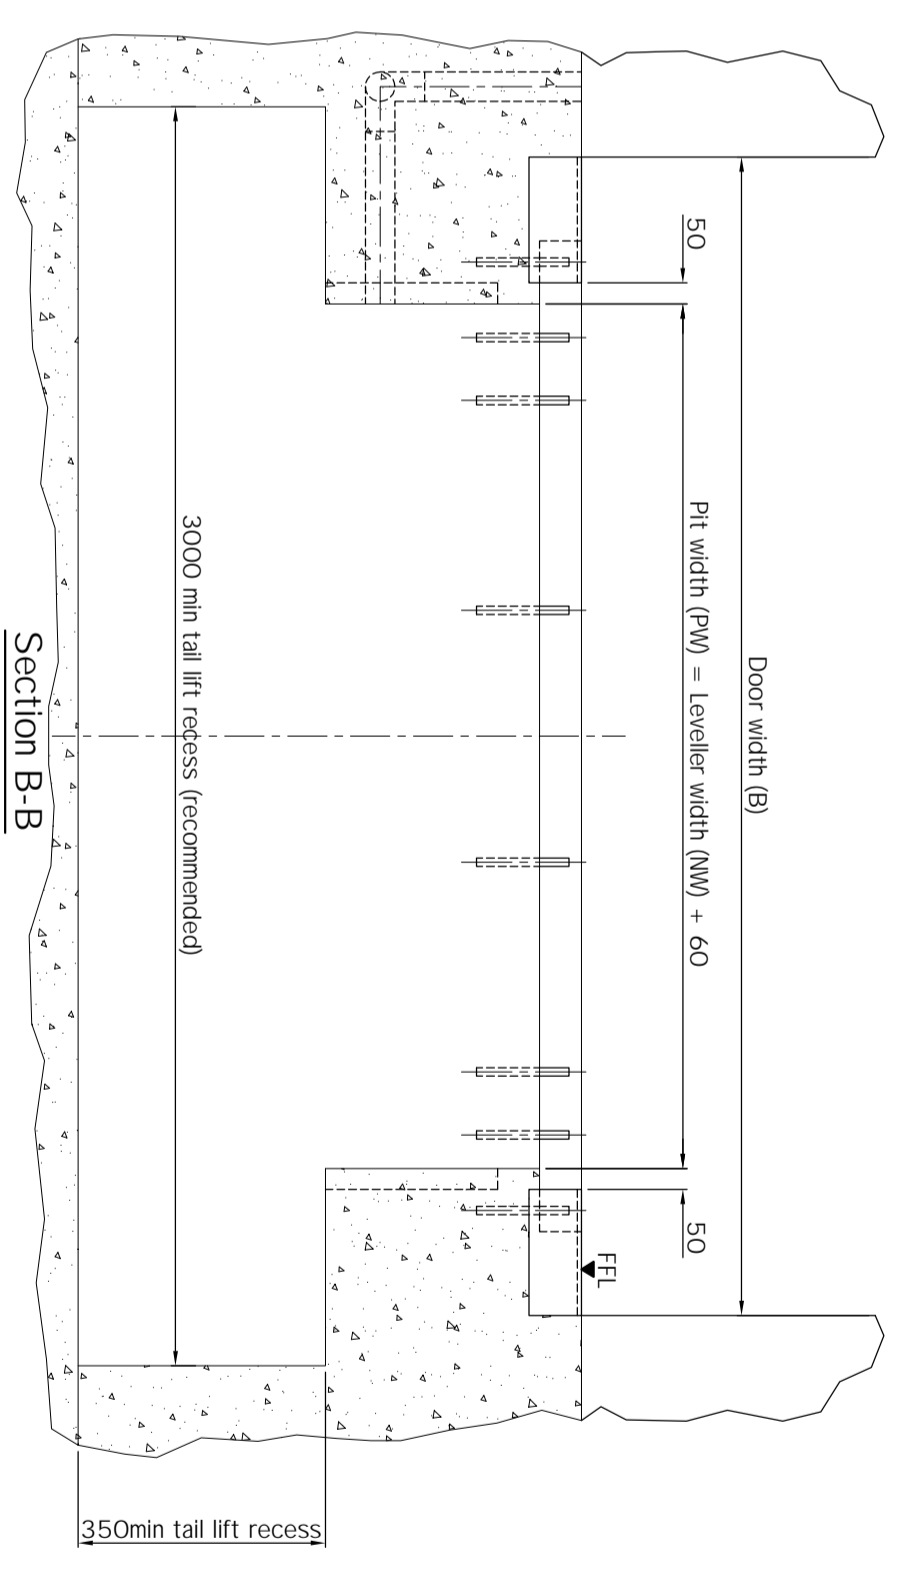 Door width (B)
Pit width (PW) = Leveller width (NW) + 60
50
50
FFL
3000 min tail lift recess (recommended)
350min tail lift recess
Section B-B